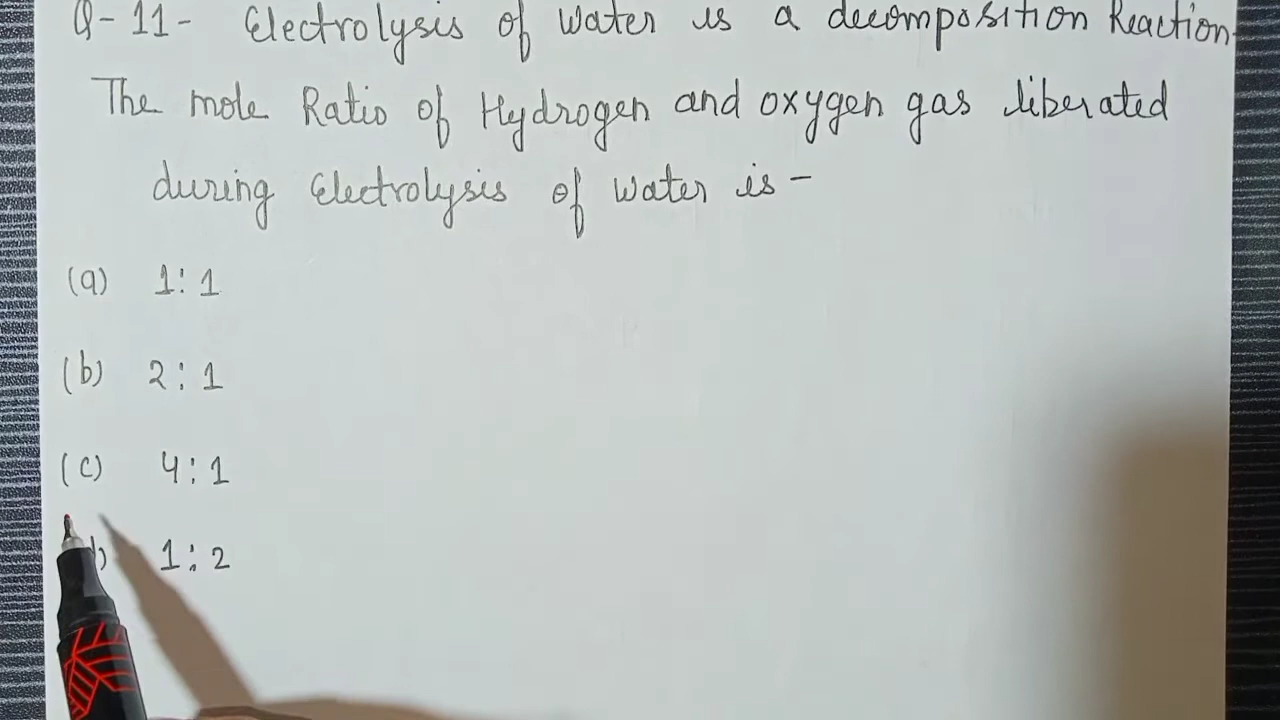 Q-11- Electrolysis of water is a decomposition Reaction.
The mole Ratio of Hydrogen and oxygen gas liberated
during Electrolysis of water is -
(a) 1:1
(b) 2:1
(c) 4:1
1:2